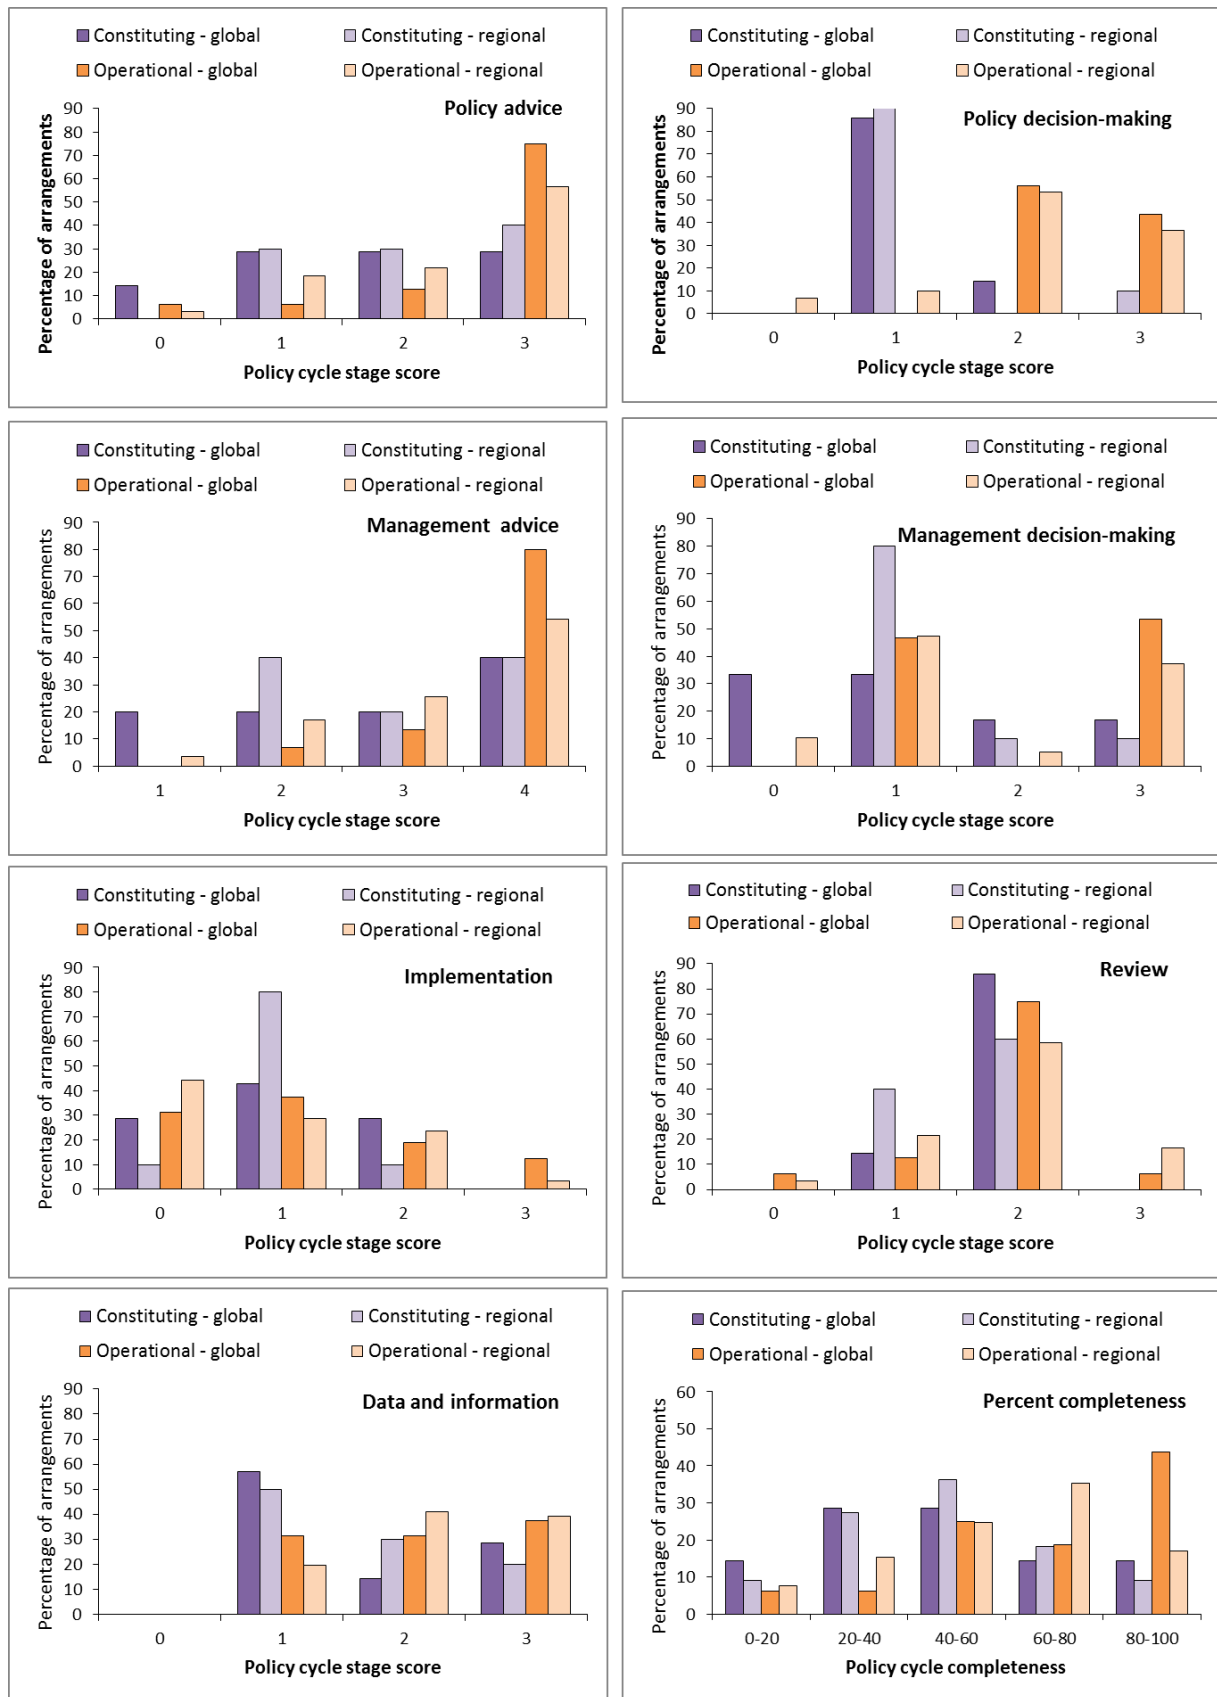 Constituting - global Constituting - regional
Operational - global Operational - regional
Policy advice
Percentage of arrangements
90
80
70
60
50
40
30
20
10
0
0 1 2 3
Policy cycle stage score
Constituting - global Constituting - regional
Operational - global Operational - regional
Policy decision-making
Percentage of arrangements
90
80
70
60
50
40
30
20
10
0
0 1 2 3
Policy cycle stage score
Constituting - global Constituting - regional
Operational - global Operational - regional
Management advice
Percentage of arrangements
90
80
70
60
50
40
30
20
10
0
1 2 3 4
Policy cycle stage score
Constituting - global Constituting - regional
Operational - global Operational - regional
Management decision-making
Percentage of arrangements
90
80
70
60
50
40
30
20
10
0
0 1 2 3
Policy cycle stage score
Constituting - global Constituting - regional
Operational - global Operational - regional
Implementation
Percentage of arrangements
90
80
70
60
50
40
30
20
10
0
0 1 2 3
Policy cycle stage score
Constituting - global Constituting - regional
Operational - global Operational - regional
Review
Percentage of arrangements
90
80
70
60
50
40
30
20
10
0
0 1 2 3
Policy cycle stage score
Constituting - global Constituting - regional
Operational - global Operational - regional
Data and information
Percentage of arrangements
90
80
70
60
50
40
30
20
10
0
0 1 2 3
Policy cycle stage score
Constituting - global Constituting - regional
Operational - global Operational - regional
Percent completeness
Percentage of arrangements
60
50
40
30
20
10
0
0-20 20-40 40-60 60-80 80-100
Policy cycle completeness